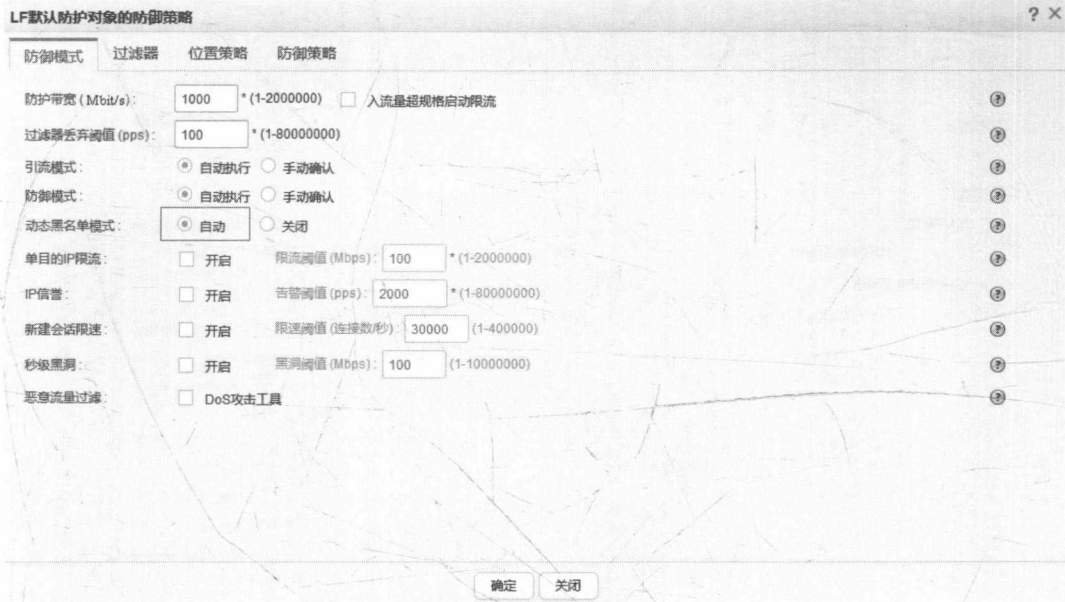 LF默认防护对象的防御策略 ? ×
防御模式 过滤器 位置策略 防御策略
防护带宽 (Mbit/s): 1000 * (1-2000000) 入流量超规格启动限流 ?
过滤器丢弃阈值 (pps): 100 * (1-80000000) ?
引流模式: 自动执行 手动确认 ?
防御模式: 自动执行 手动确认 ?
动态黑名单模式: 自动 关闭 ?
单目的IP限流: 开启 限流阈值 (Mbps): 100 * (1-2000000) ?
IP信誉: 开启 告警阈值 (pps): 2000 * (1-80000000) ?
新建会话限速: 开启 限速阈值 (连接数/秒): 30000 (1-400000) ?
秒级黑洞: 开启 黑洞阈值 (Mbps): 100 (1-10000000) ?
恶意流量过滤: DoS攻击工具 ?
确定 关闭